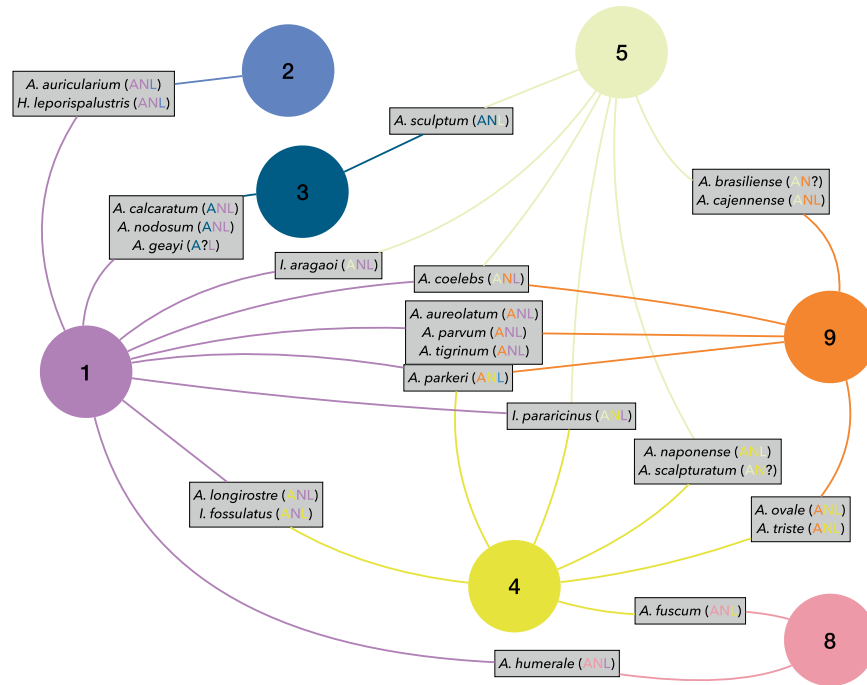 5
2
A. auricularium (ANL)
H. leporispalustris (ANL)
A. sculptum (ANL)
3
A. brasiliense (AN?)
A. cajennense (ANL)
A. calcaratum (ANL)
A. nodosum (ANL)
A. geayi (A?L)
I. aragaoi (ANL)
A. coelebs (ANL)
A. aureolatum (ANL)
A. parvum (ANL)
A. tigrinum (ANL)
9
1
A. parkeri (ANL)
I. pararicinus (ANL)
A. naponense (ANL)
A. scalpturatum (AN?)
A. longirostre (ANL)
I. fossulatus (ANL)
A. ovale (ANL)
A. triste (ANL)
4
A. fuscum (ANL)
8
A. humerale (ANL)